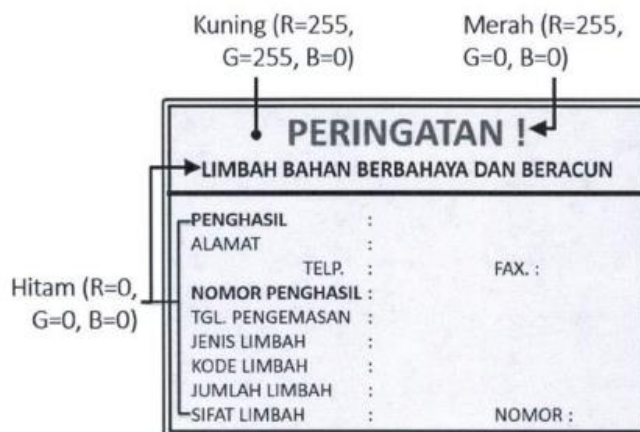 Kuning (R=255,
G=255, B=0)
Merah (R=255,
G=0, B=0)
PERINGATAN !
LIMBAH BAHAN BERBAHAYA DAN BERACUN
PENGHASIL :
ALAMAT :
TELP. : FAX. :
Hitam (R=0,
G=0, B=0)
NOMOR PENGHASIL :
TGL. PENGEMASAN :
JENIS LIMBAH :
KODE LIMBAH :
JUMLAH LIMBAH :
SIFAT LIMBAH : NOMOR :